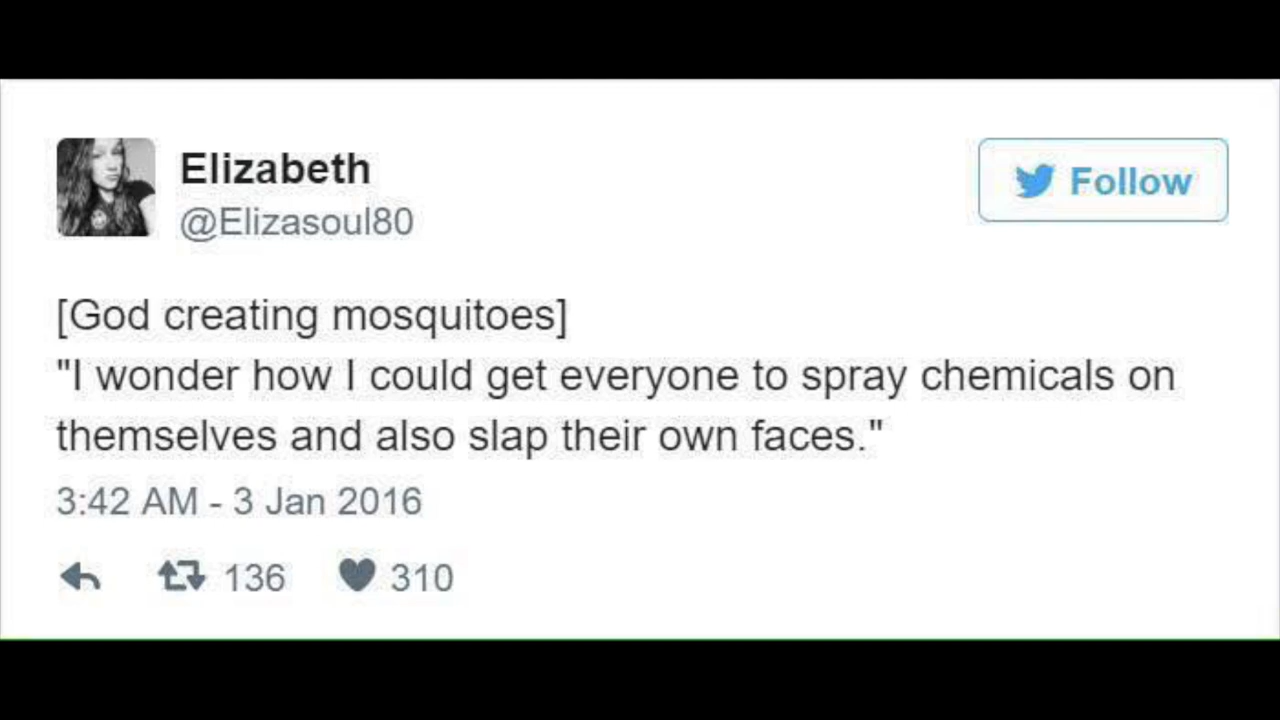 Elizabeth
@Elizasoul80
Follow
[God creating mosquitoes]
"I wonder how I could get everyone to spray chemicals on
themselves and also slap their own faces."
3:42 AM - 3 Jan 2016
136 310